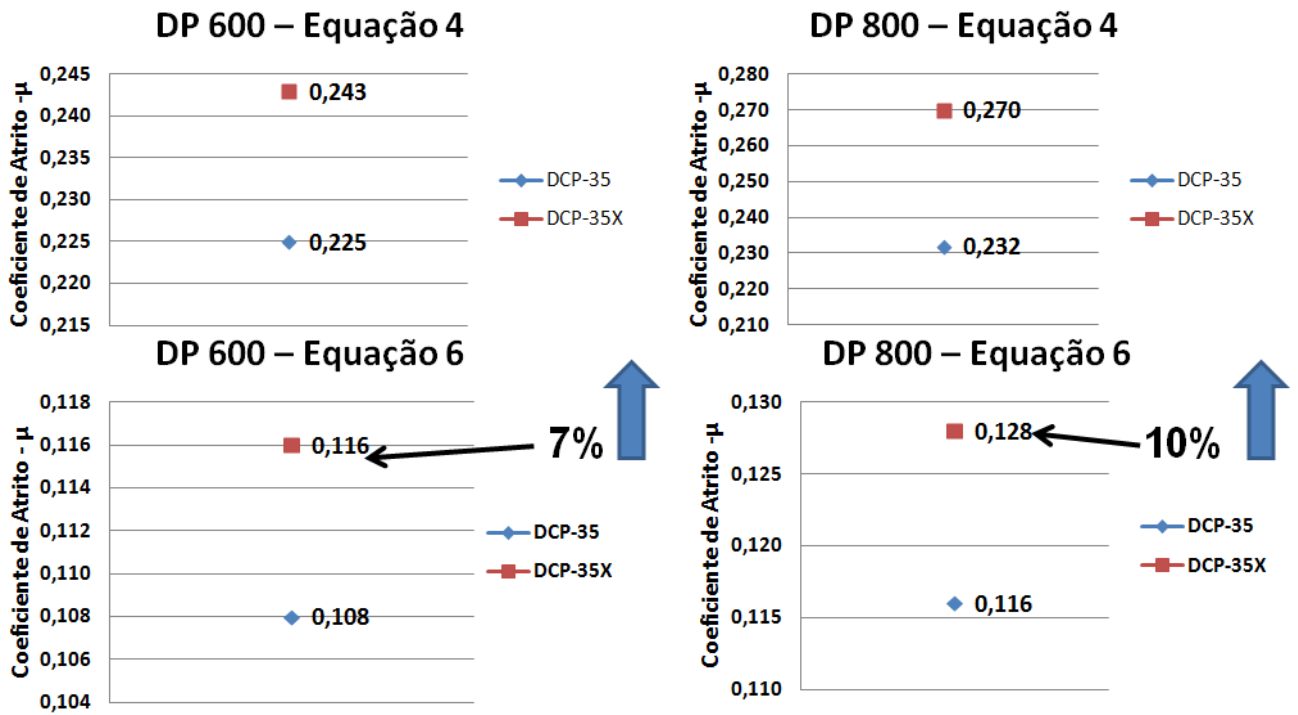 DP 600 – Equação 4
Coeficiente de Atrito -µ
0,245
0,240
0,235
0,230
0,225
0,220
0,215
0,243
0,225
DCP-35
DCP-35X
DP 800 – Equação 4
Coeficiente de Atrito -µ
0,280
0,270
0,260
0,250
0,240
0,230
0,220
0,210
0,270
0,232
DCP-35
DCP-35X
DP 600 – Equação 6
Coeficiente de Atrito - µ
0,118
0,116
0,114
0,112
0,110
0,108
0,106
0,104
0,116
0,108
7%
DCP-35
DCP-35X
DP 800 – Equação 6
Coeficiente de Atrito -µ
0,130
0,125
0,120
0,115
0,110
0,128
0,116
10%
DCP-35
DCP-35X